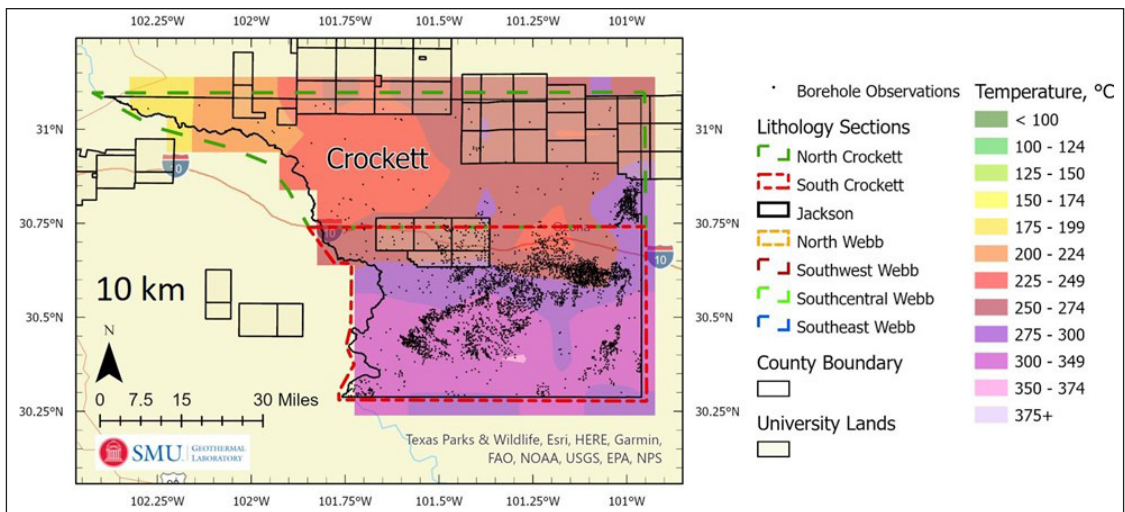 102.25°W 102°W 101.75°W 101.5°W 101.25°W 101°W
31°N
30.75°N
30.5°N
30.25°N
31°N
30.75°N
30.5°N
30.25°N
Crockett
10
10
10
10 km
N
0 7.5 15 30 Miles
SMU. GEOTHERMAL
LABORATORY
Texas Parks & Wildlife, Esri, HERE, Garmin,
FAO, NOAA, USGS, EPA, NPS
102.25°W 102°W 101.75°W 101.5°W 101.25°W 101°W
Borehole Observations
Lithology Sections
North Crockett
South Crockett
Jackson
North Webb
Southwest Webb
Southcentral Webb
Southeast Webb
County Boundary
University Lands
Temperature, °C
< 100
100 - 124
125 - 150
150 - 174
175 - 199
200 - 224
225 - 249
250 - 274
275 - 300
300 - 349
350 - 374
375+